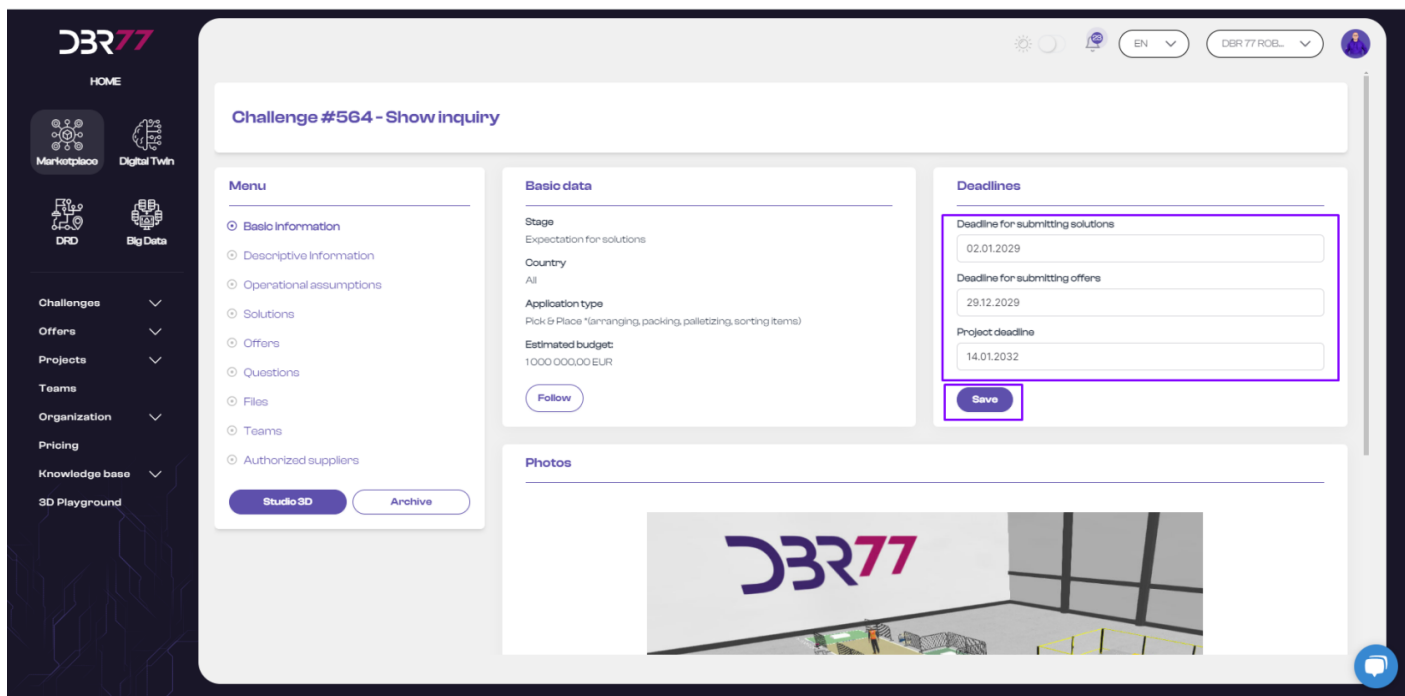 DBR77
HOME
Marketplace
Digital Twin
DRD
Big Data
Challenges
Offers
Projects
Teams
Organization
Pricing
Knowledge base
3D Playground
23
EN
DBR 77 ROB...
Challenge #564 - Show inquiry
Menu
Basic information
Descriptive Information
Operational assumptions
Solutions
Offers
Questions
Files
Teams
Authorized suppliers
Studio 3D
Archive
Basic data
Stage
Expectation for solutions
Country
All
Application type
Pick & Place *(arranging, packing, palletizing, sorting items)
Estimated budget:
1 000 000,00 EUR
Follow
Deadlines
Deadline for submitting solutions
02.01.2029
Deadline for submitting offers
29.12.2029
Project deadline
14.01.2032
Save
Photos
DBR77